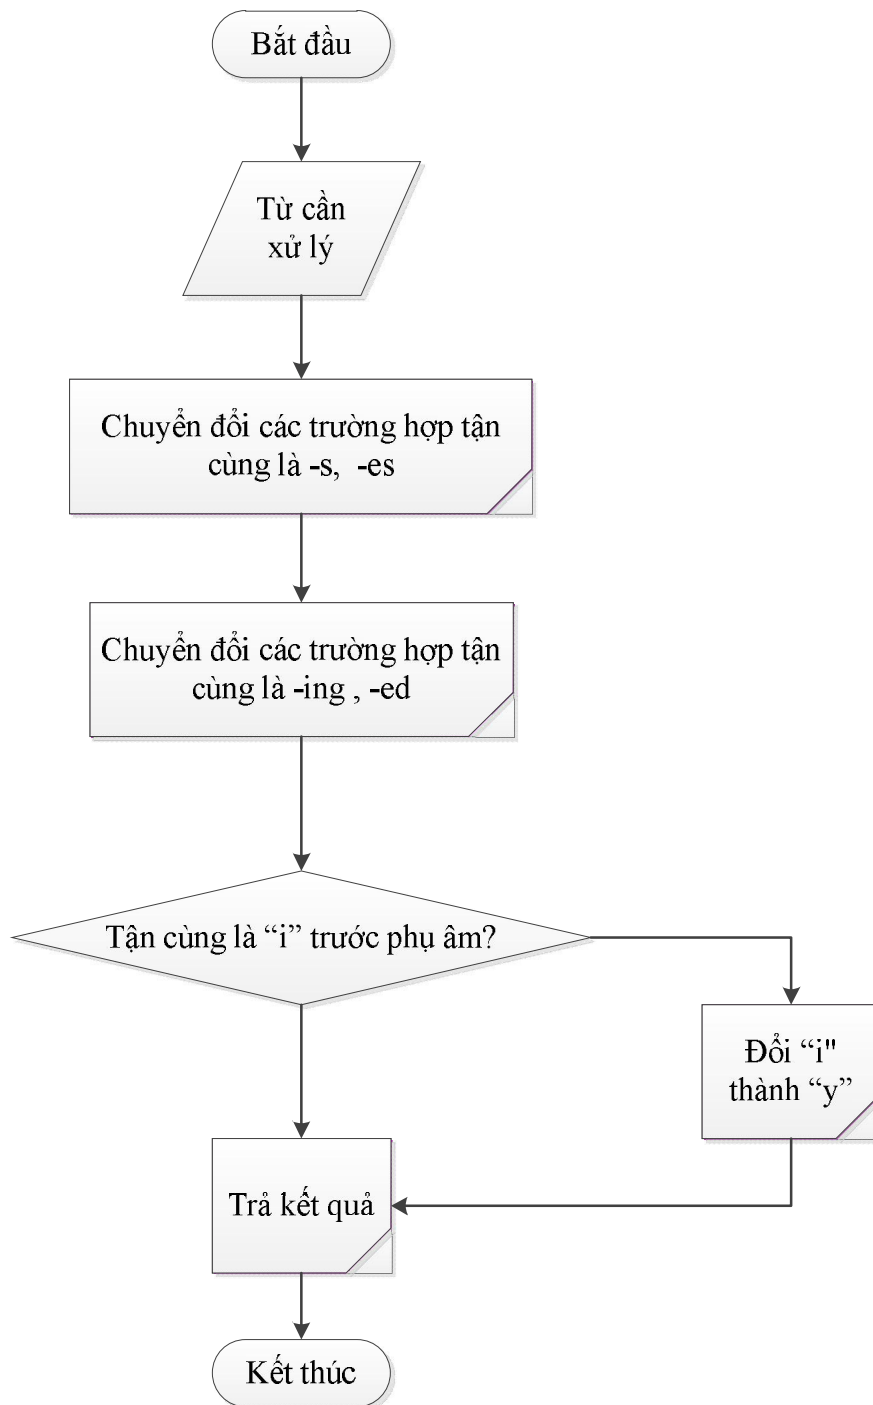 Bắt đầu
Từ cần
xử lý
Chuyển đổi các trường hợp tận
cùng là -s,  -es
Chuyển đổi các trường hợp tận
cùng là -ing , -ed
Tận cùng là “i” trước phụ âm?
Đổi “i"
thành “y”
Trả kết quả
Kết thúc